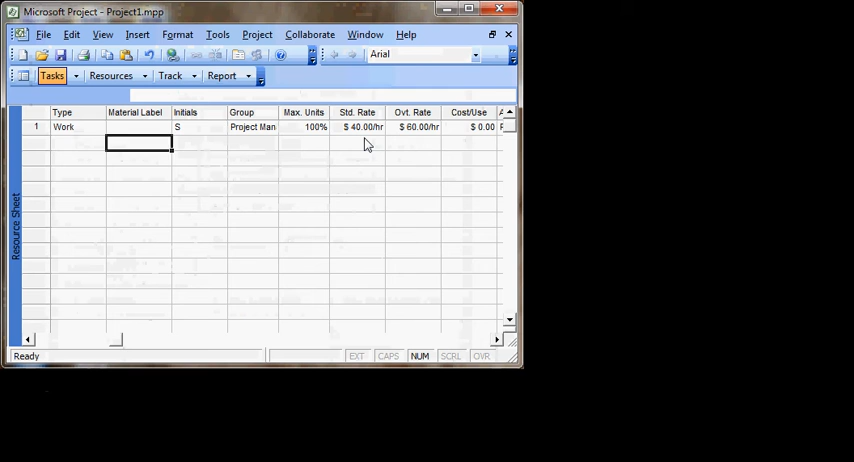 Microsoft Project - Project1.mpp
File Edit View Insert Format Tools Project Collaborate Window Help
Arial
Tasks Resources Track Report
Type Material Label Initials Group Max. Units Std. Rate Ovt. Rate Cost/Use
1 Work S Project Man 100% $ 40.00/hr $ 60.00/hr $ 0.00
Resource Sheet
Ready EXT CAPS NUM SCRL OVR